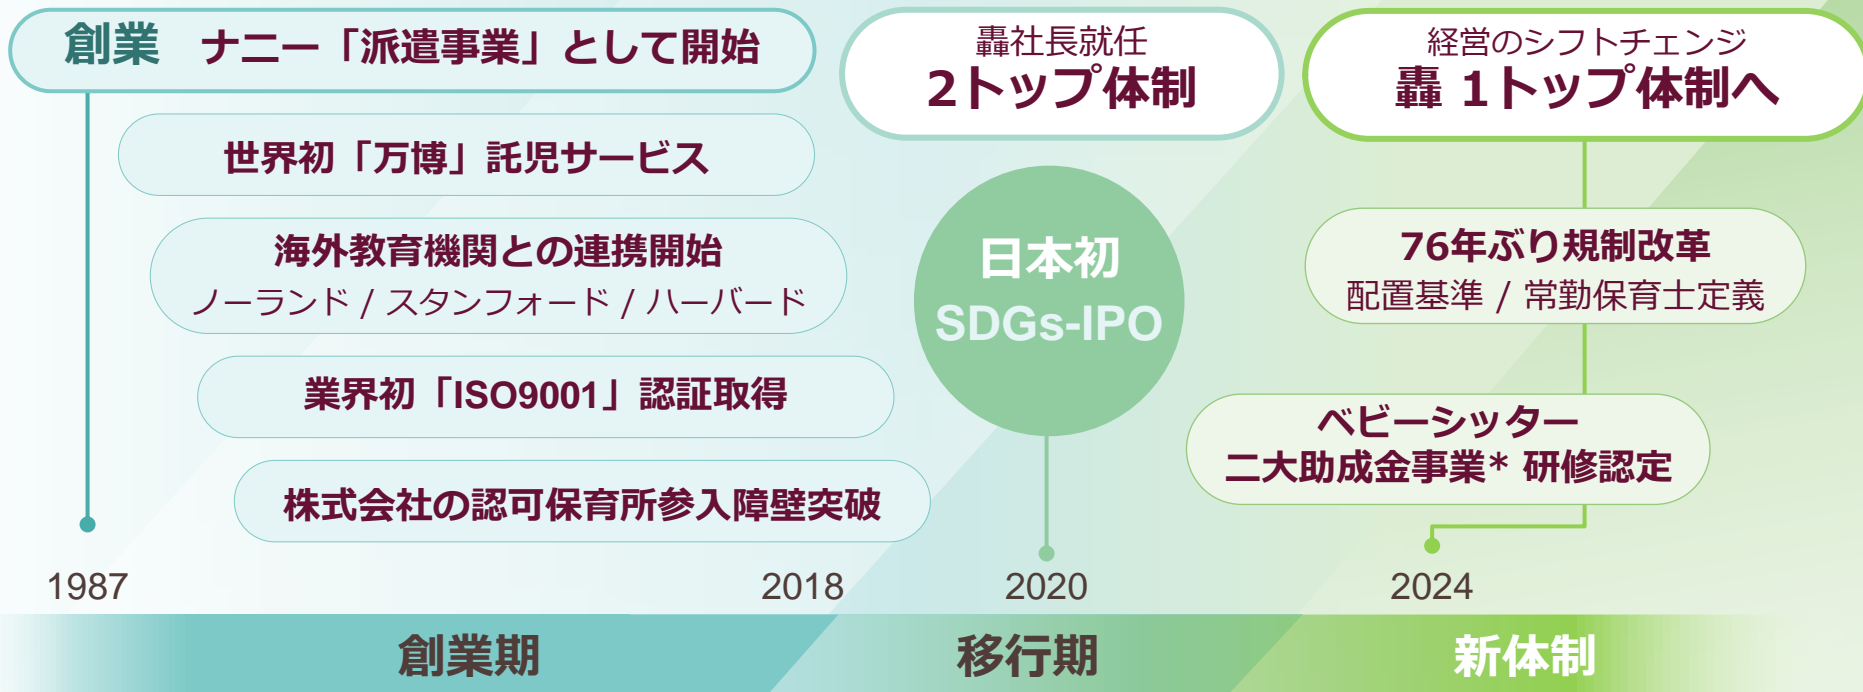 創業 ナニー「派遣事業」として開始
世界初「万博」託児サービス
海外教育機関との連携開始
ノーランド / スタンフォード / ハーバード
業界初「ISO9001」認証取得
株式会社の認可保育所参入障壁突破
轟社長就任
2トップ体制
日本初
SDGs-IPO
経営のシフトチェンジ
轟 1トップ体制へ
76年ぶり規制改革
配置基準 / 常勤保育士定義
ベビーシッター
二大助成金事業* 研修認定
1987
2018
2020
2024
創業期
移行期
新体制